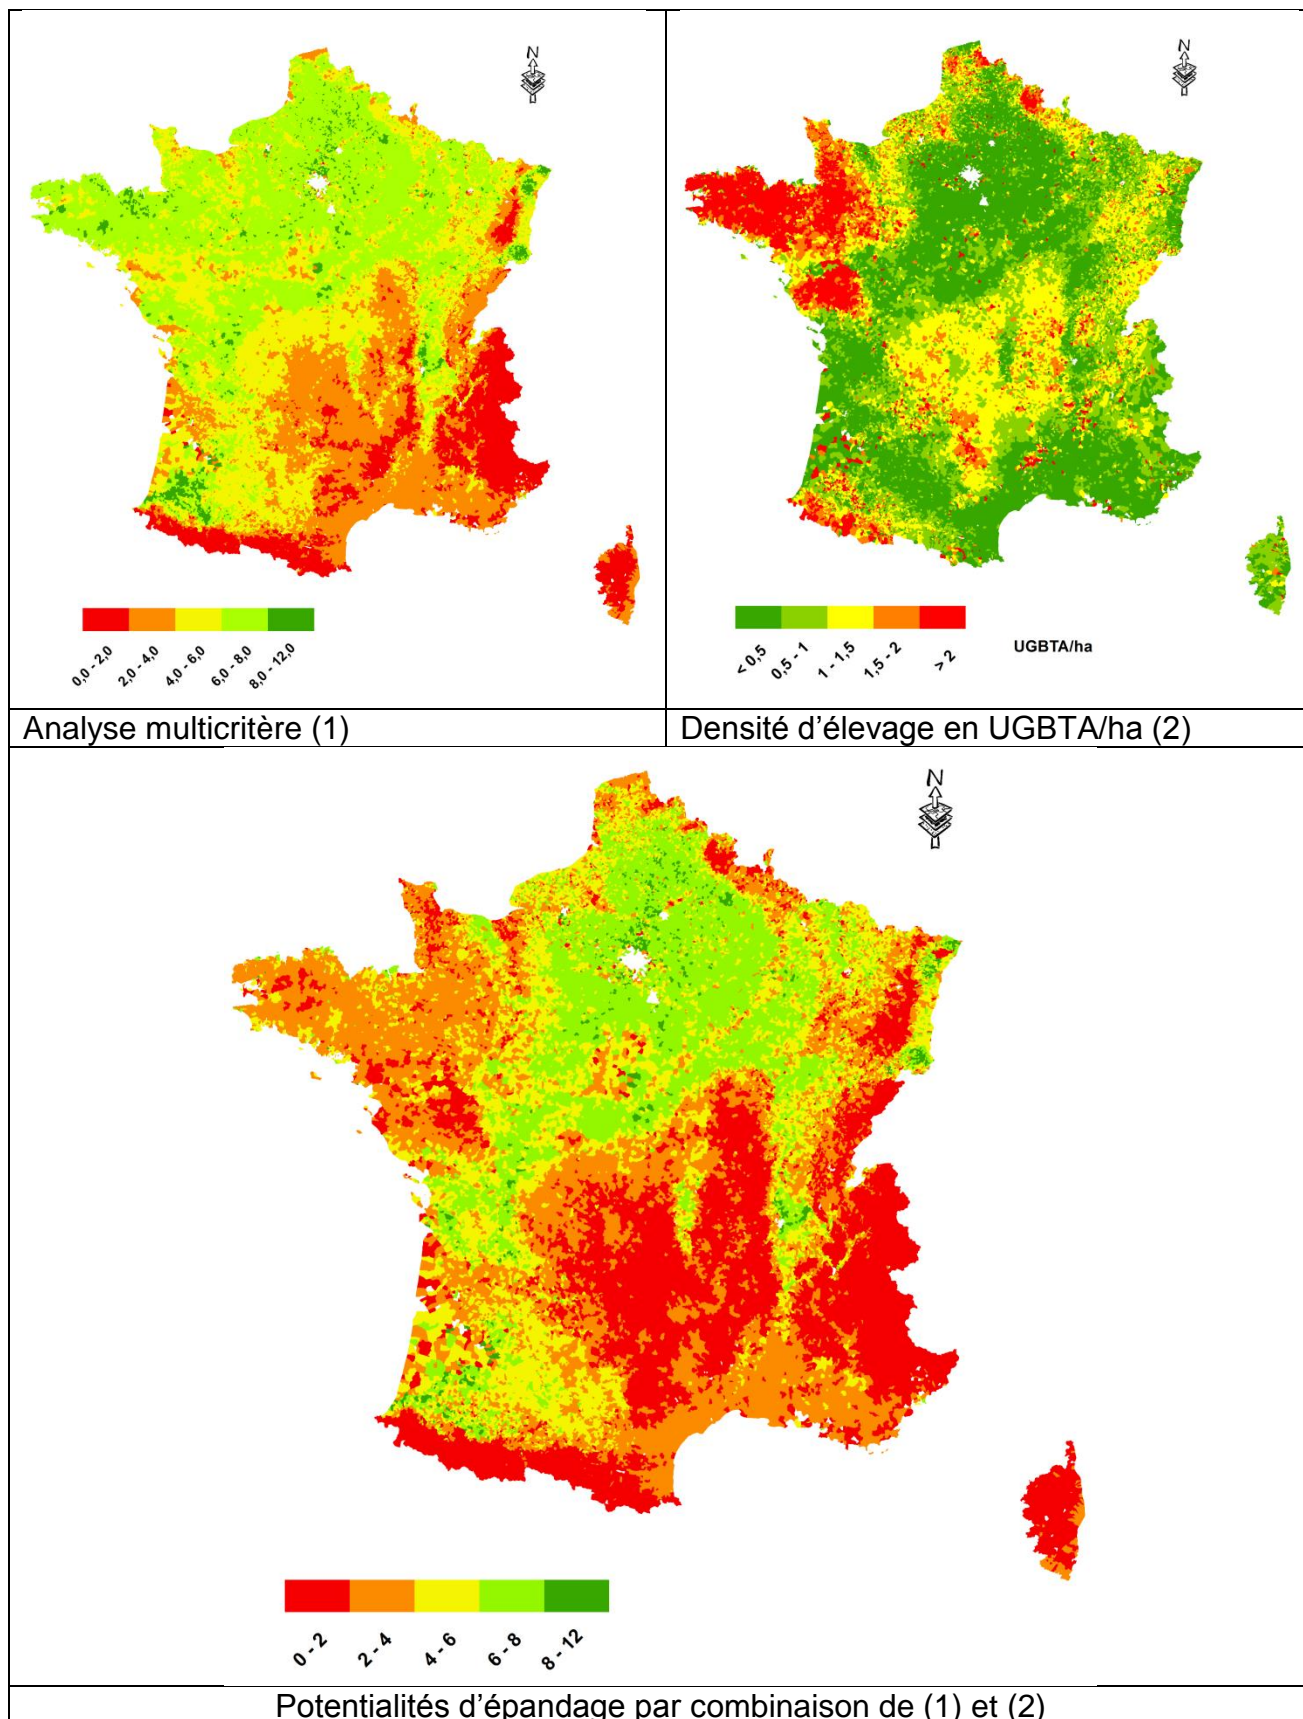 N
0,0 - 2,0
2,0 - 4,0
4,0 - 6,0
6,0 - 8,0
8,0 - 12,0
Analyse multicritère (1)
N
< 0,5
0,5 - 1
1 - 1,5
1,5 - 2
> 2
UGBTA/ha
Densité d’élevage en UGBTA/ha (2)
N
0 - 2
2 - 4
4 - 6
6 - 8
8 - 12
Potentialités d’épandage par combinaison de (1) et (2)